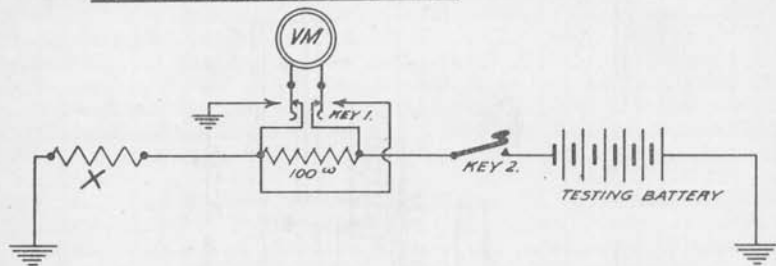 VM
KEY 1.
X
100 ω
KEY 2.
TESTING BATTERY